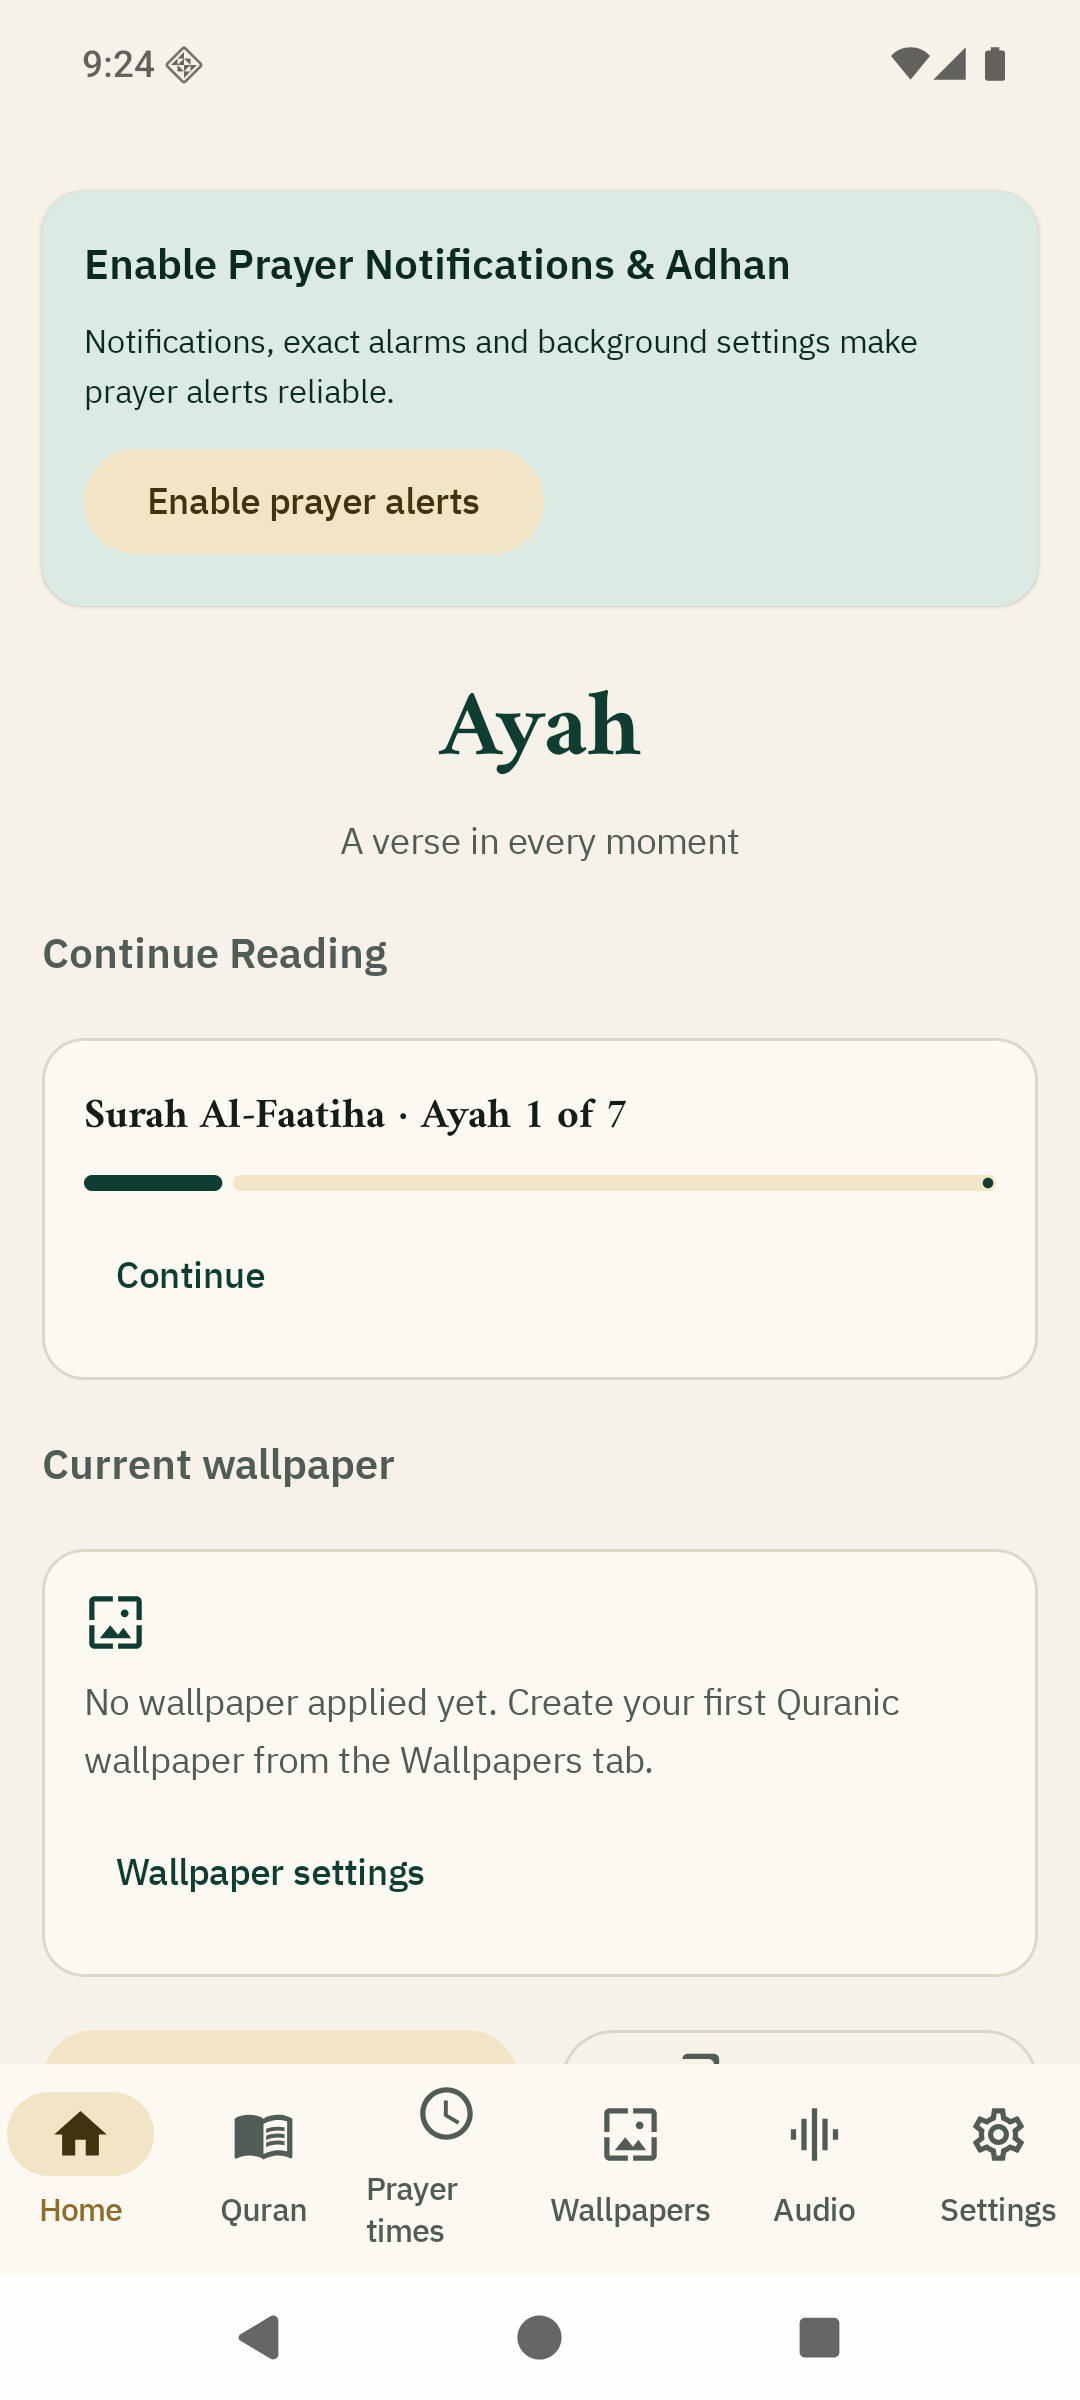 9:24
Enable Prayer Notifications & Adhan
Notifications, exact alarms and background settings make
prayer alerts reliable.
Enable prayer alerts
Ayah
A verse in every moment
Continue Reading
Surah Al-Faatiha · Ayah 1 of 7
Continue
Current wallpaper
No wallpaper applied yet. Create your first Quranic
wallpaper from the Wallpapers tab.
Wallpaper settings
Home
Quran
Prayer
times
Wallpapers
Audio
Settings